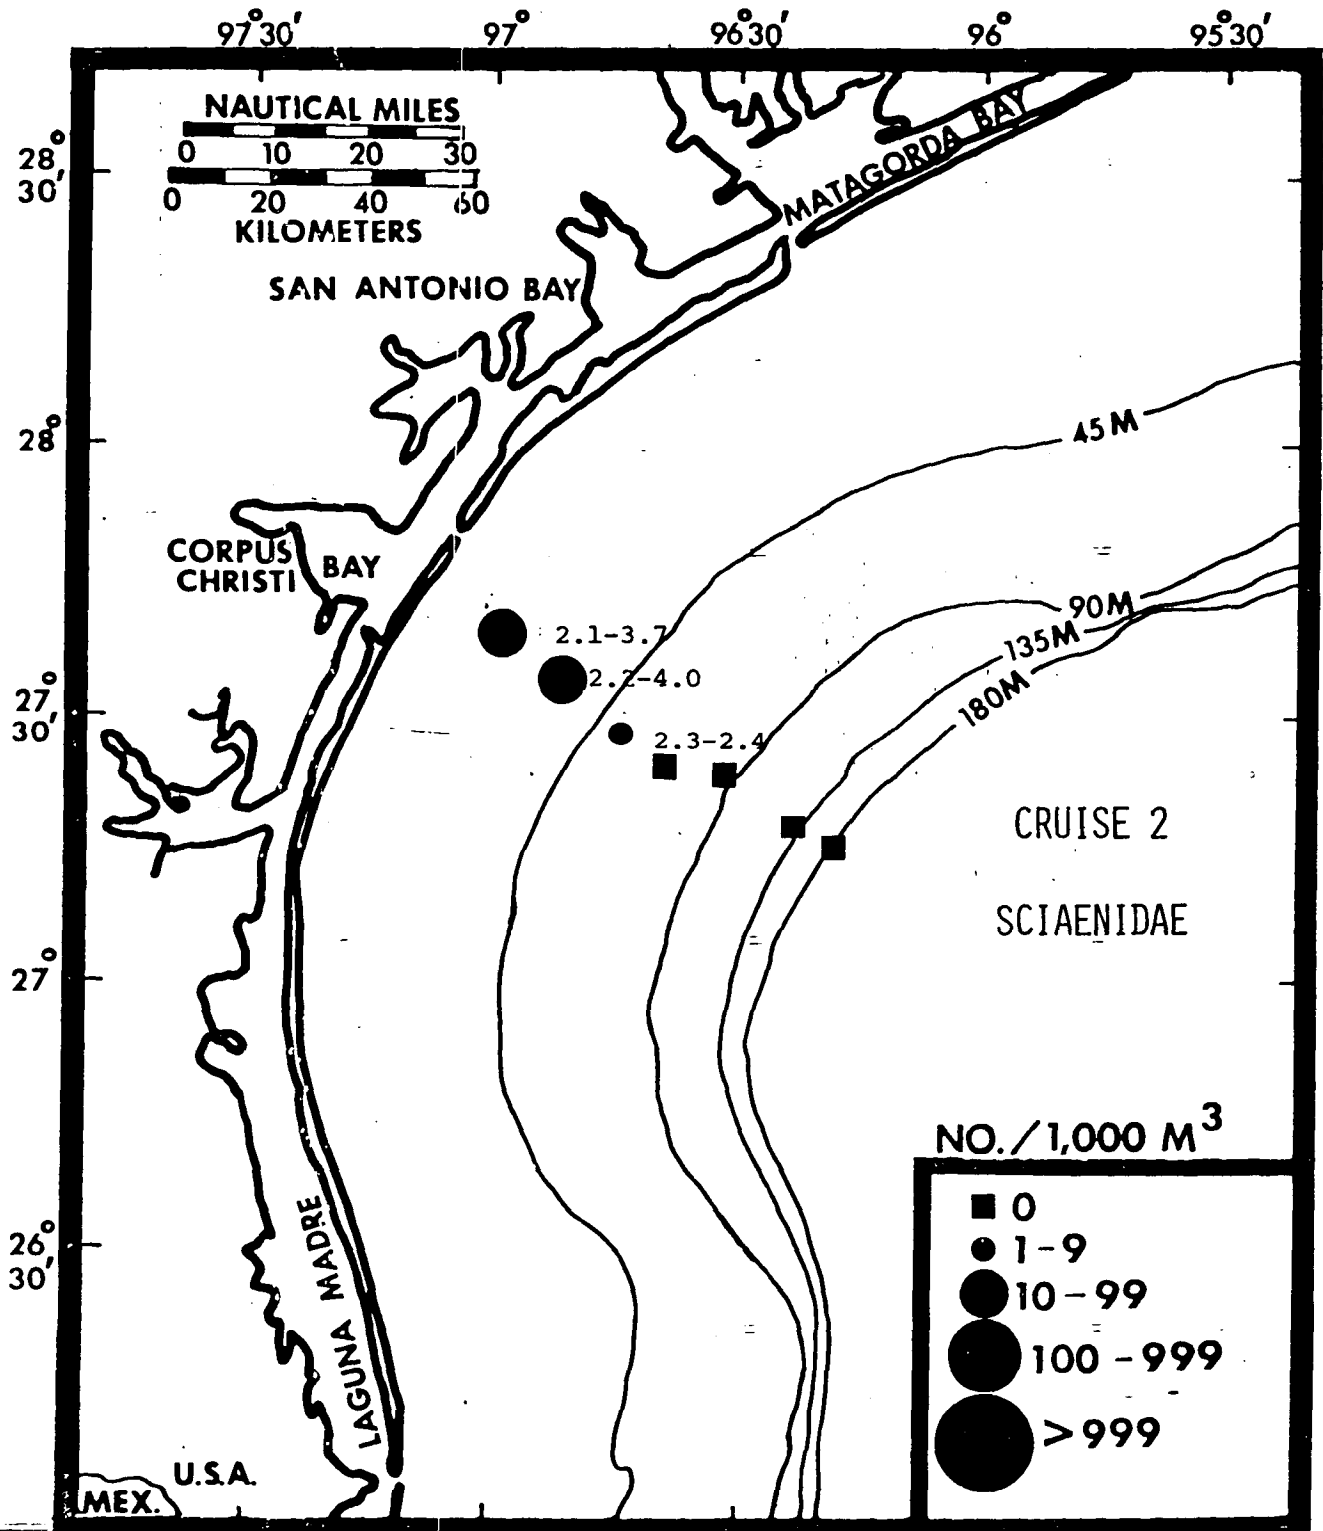 97°30′ 97° 96°30′ 96° 95°30′
NAUTICAL MILES
0 10 20 30
0 20 40 60
KILOMETERS
28°
30′
MATAGORDA BAY
SAN ANTONIO BAY
28°
45M
CORPUS
CHRISTI BAY
90M
135M
180M
2.1-3.7
2.2-4.0
2.3-2.4
27°
30′
CRUISE 2
SCIAENIDAE
27°
NO./1,000 M³
0
1-9
10-99
100-999
>999
26°
30′
LAGUNA MADRE
U.S.A.
MEX.